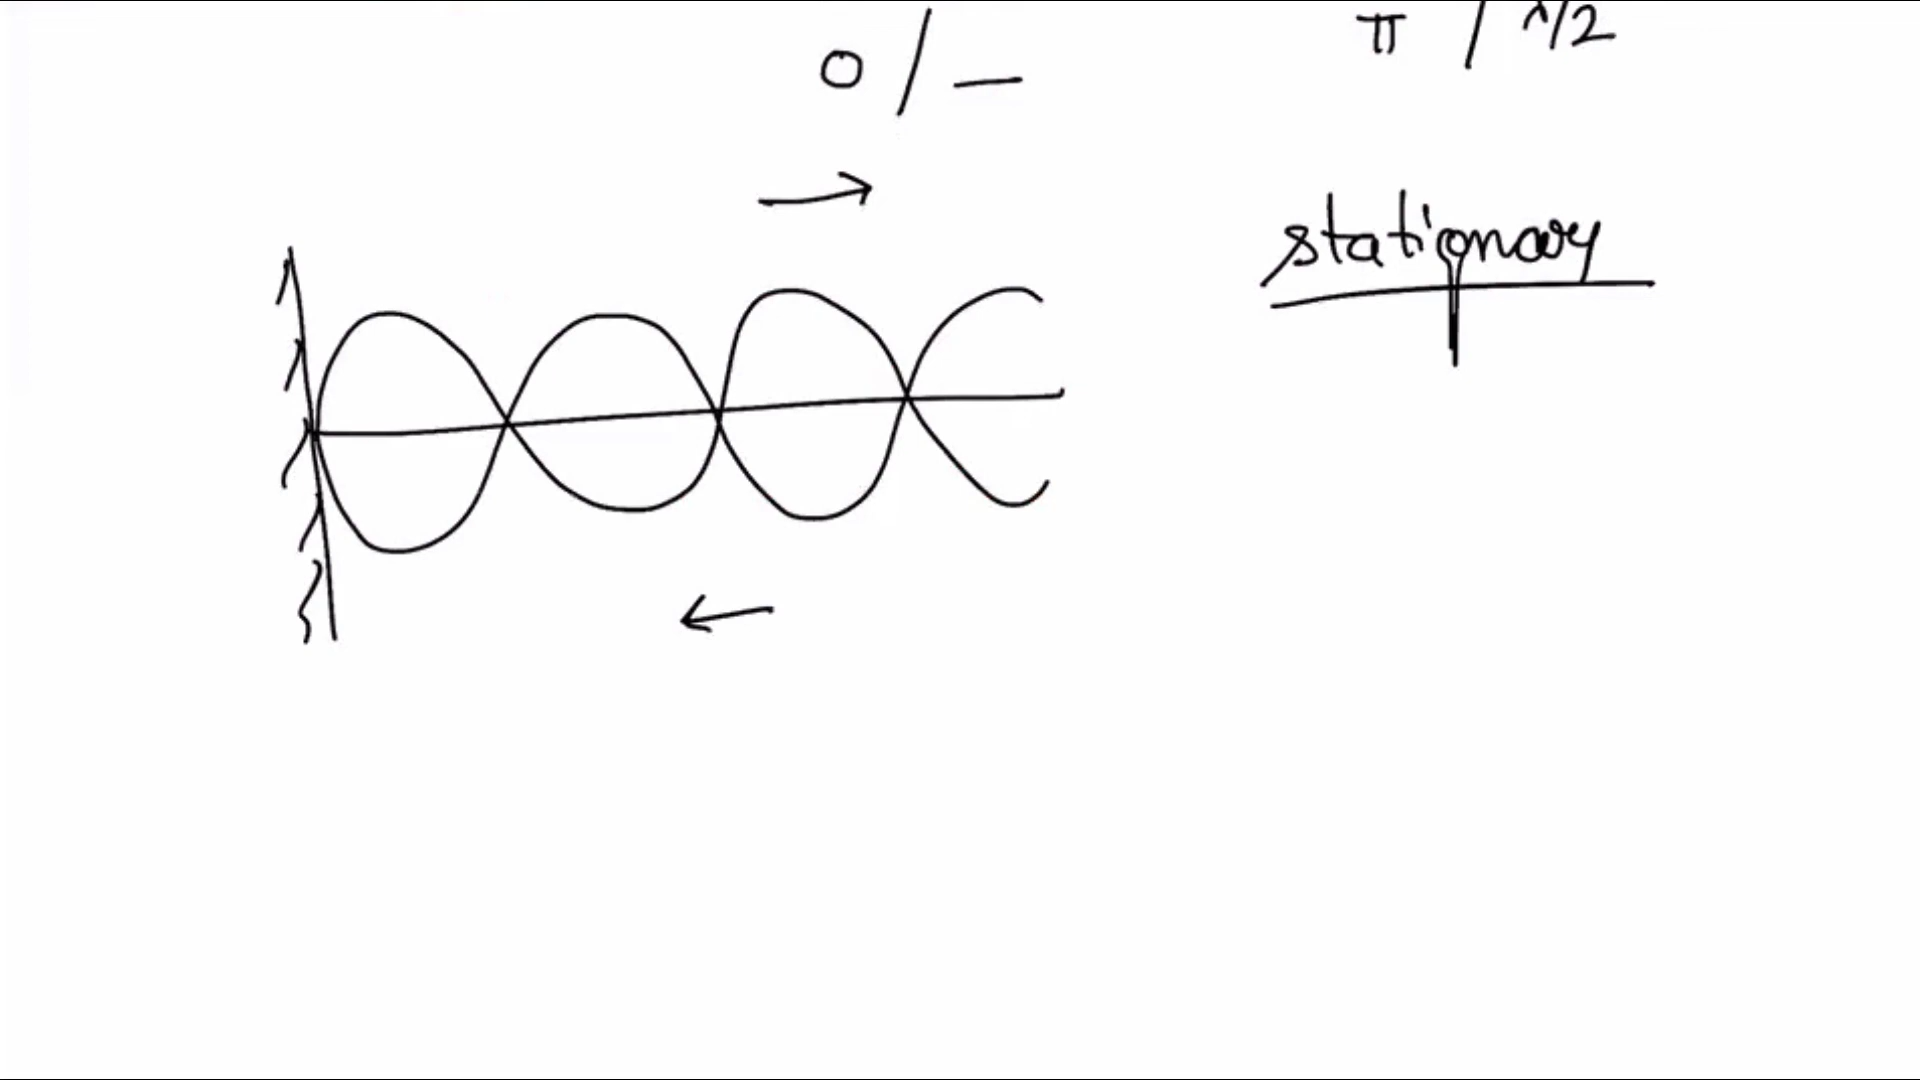 0 / —
π / λ/2
stationary